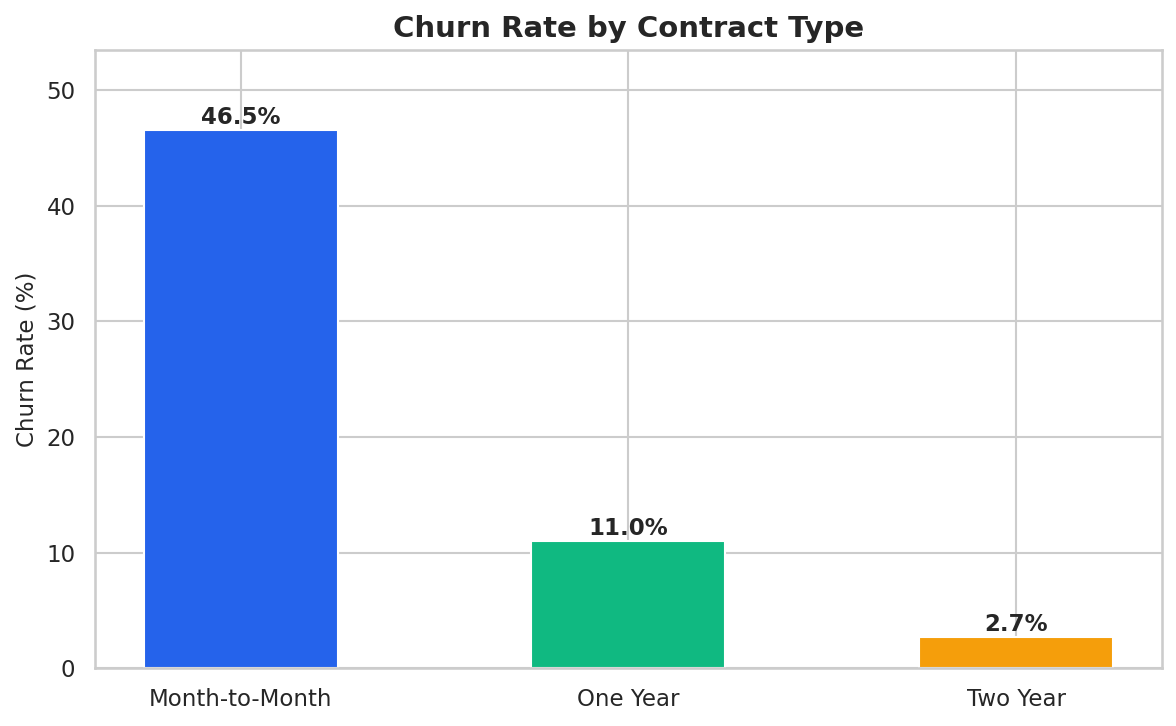 Churn Rate by Contract Type
Churn Rate (%)
50
40
30
20
10
0
46.5%
11.0%
2.7%
Month-to-Month
One Year
Two Year